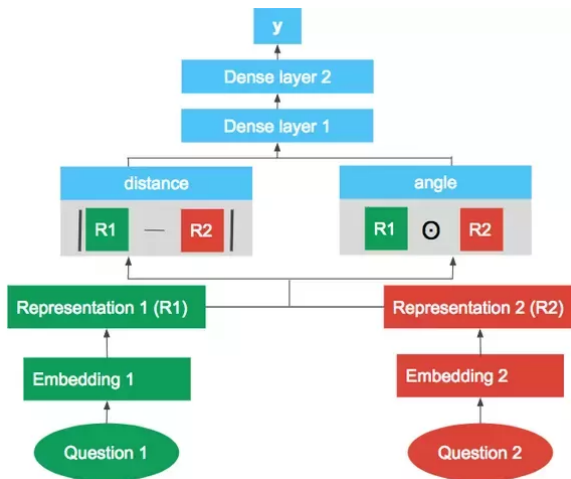 y
Dense layer 2
Dense layer 1
distance
angle
| R1 — R2 |
R1 ⊙ R2
Representation 1 (R1)
Representation 2 (R2)
Embedding 1
Embedding 2
Question 1
Question 2